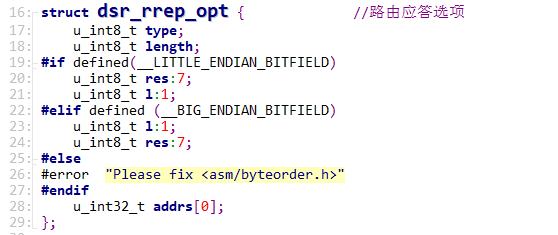 16: struct dsr_rrep_opt { //路由应答选项
17: u_int8_t type;
18: u_int8_t length;
19: #if defined(__LITTLE_ENDIAN_BITFIELD)
20: u_int8_t res:7;
21: u_int8_t l:1;
22: #elif defined (__BIG_ENDIAN_BITFIELD)
23: u_int8_t l:1;
24: u_int8_t res:7;
25: #else
26: #error "Please fix <asm/byteorder.h>"
27: #endif
28: u_int32_t addrs[0];
29: };